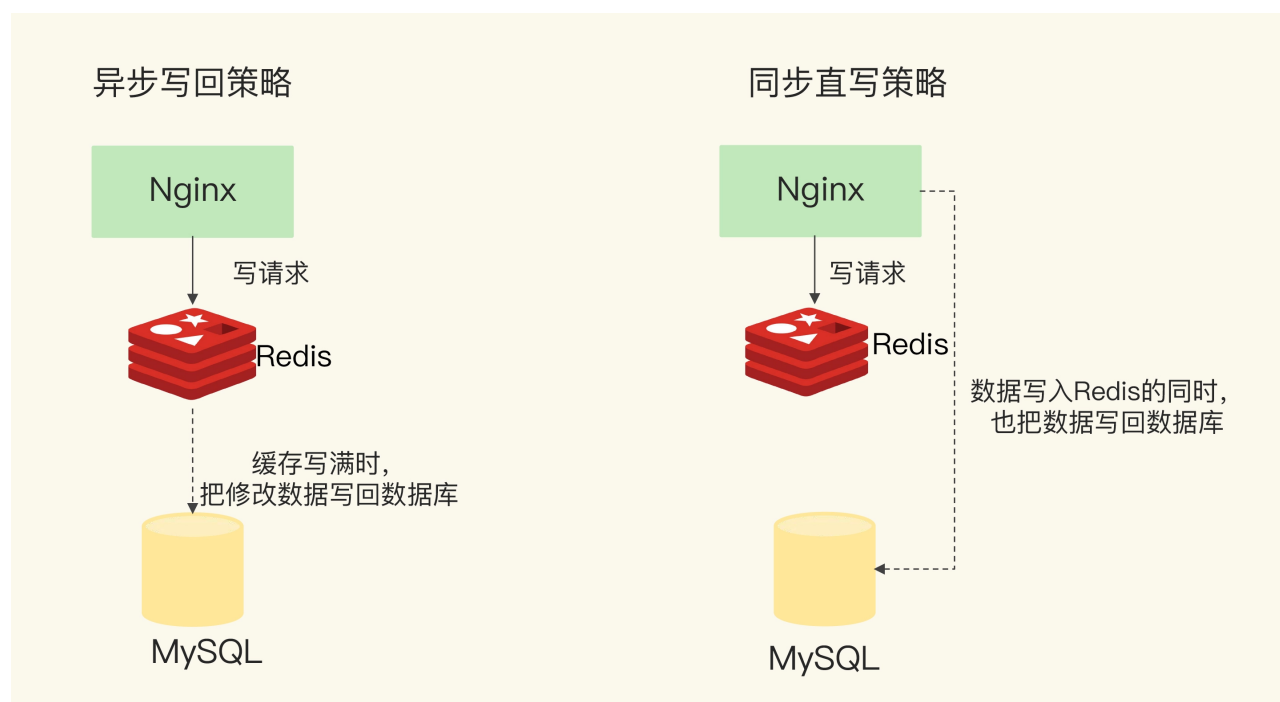 异步写回策略
Nginx
写请求
Redis
缓存写满时，
把修改数据写回数据库
MySQL
同步直写策略
Nginx
写请求
Redis
数据写入Redis的同时，
也把数据写回数据库
MySQL